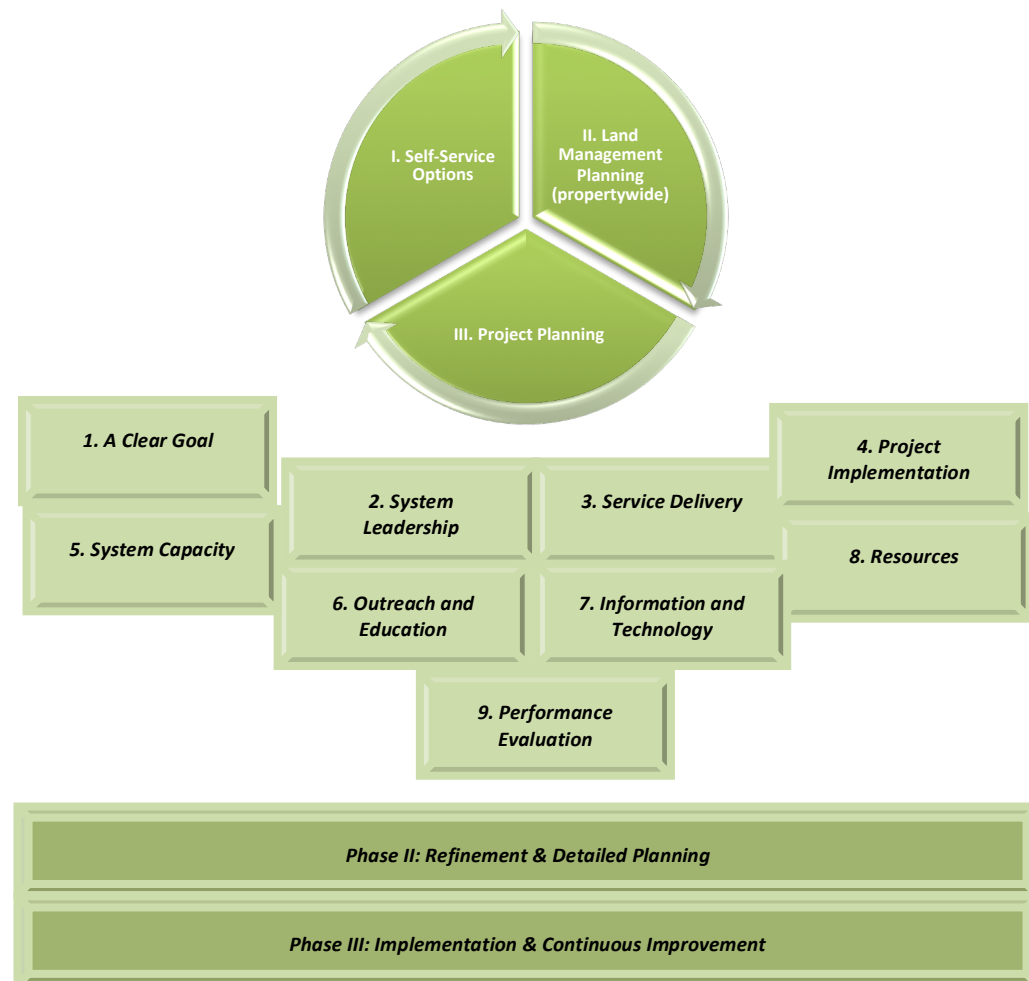 I. Self-Service
Options
II. Land
Management
Planning
(propertywide)
III. Project Planning
1. A Clear Goal
2. System
Leadership
3. Service Delivery
4. Project
Implementation
5. System Capacity
6. Outreach and
Education
7. Information and
Technology
8. Resources
9. Performance
Evaluation
Phase II: Refinement & Detailed Planning
Phase III: Implementation & Continuous Improvement